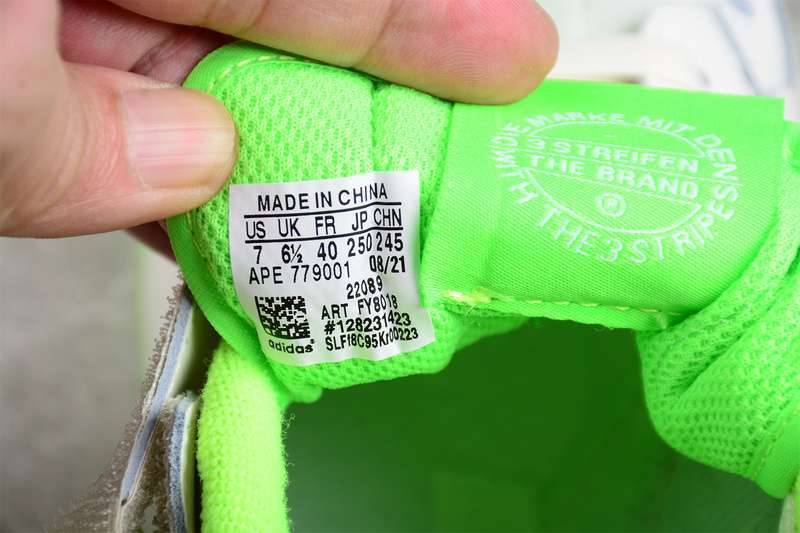 MADE IN CHINA
US UK FR JP CHN
7 6½ 40 250 245
APE 779001 08/21
22089
ART FY8018
#128231423
adidas®
SLF18C95Kr00223
DIE MARKE MIT DEN
3 STREIFEN
THE BRAND
®
WITH THE 3 STRIPES